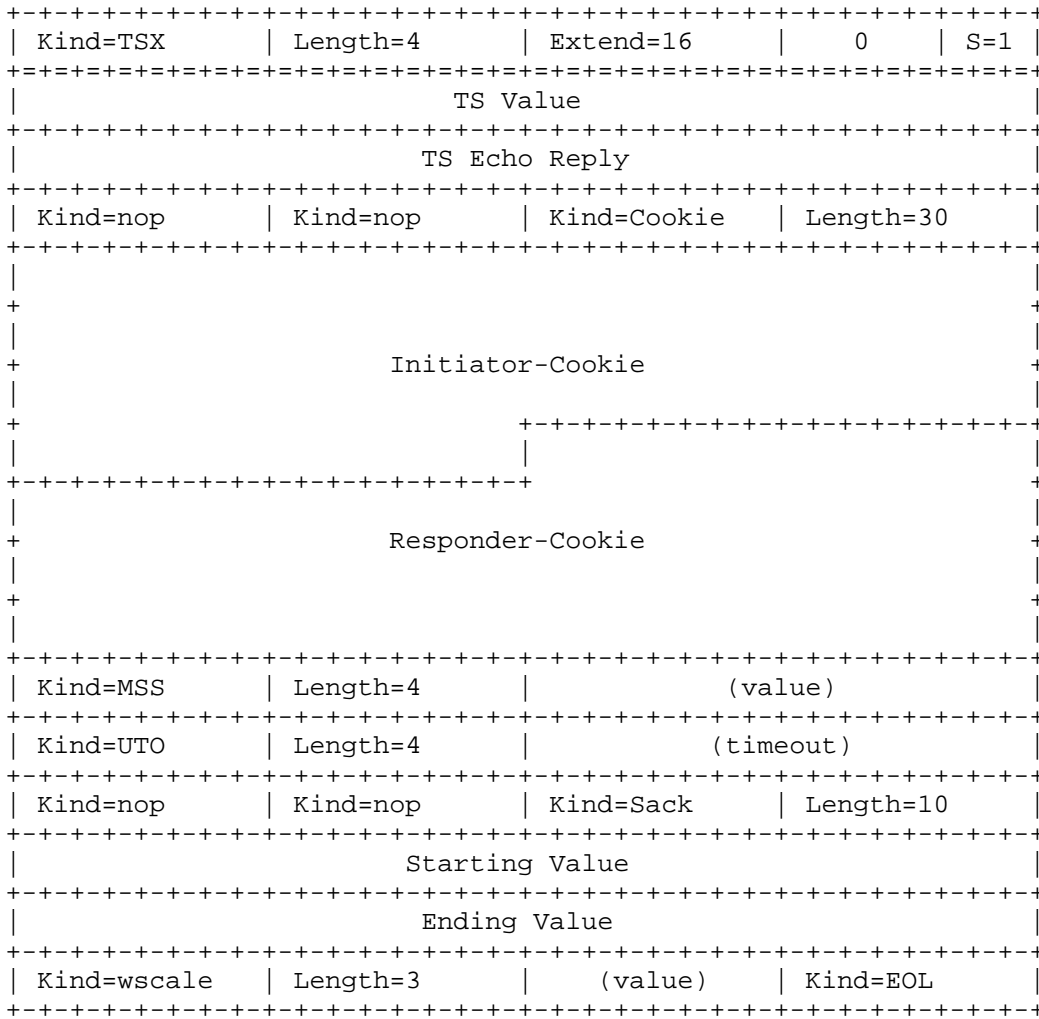 | Kind=TSX | Length=4 | Extend=16 | 0 | S=1 |
| TS Value |
| TS Echo Reply |
| Kind=nop | Kind=nop | Kind=Cookie | Length=30 |
Initiator-Cookie
Responder-Cookie
| Kind=MSS | Length=4 | (value) |
| Kind=UTO | Length=4 | (timeout) |
| Kind=nop | Kind=nop | Kind=Sack | Length=10 |
| Starting Value |
| Ending Value |
| Kind=wscale | Length=3 | (value) | Kind=EOL |